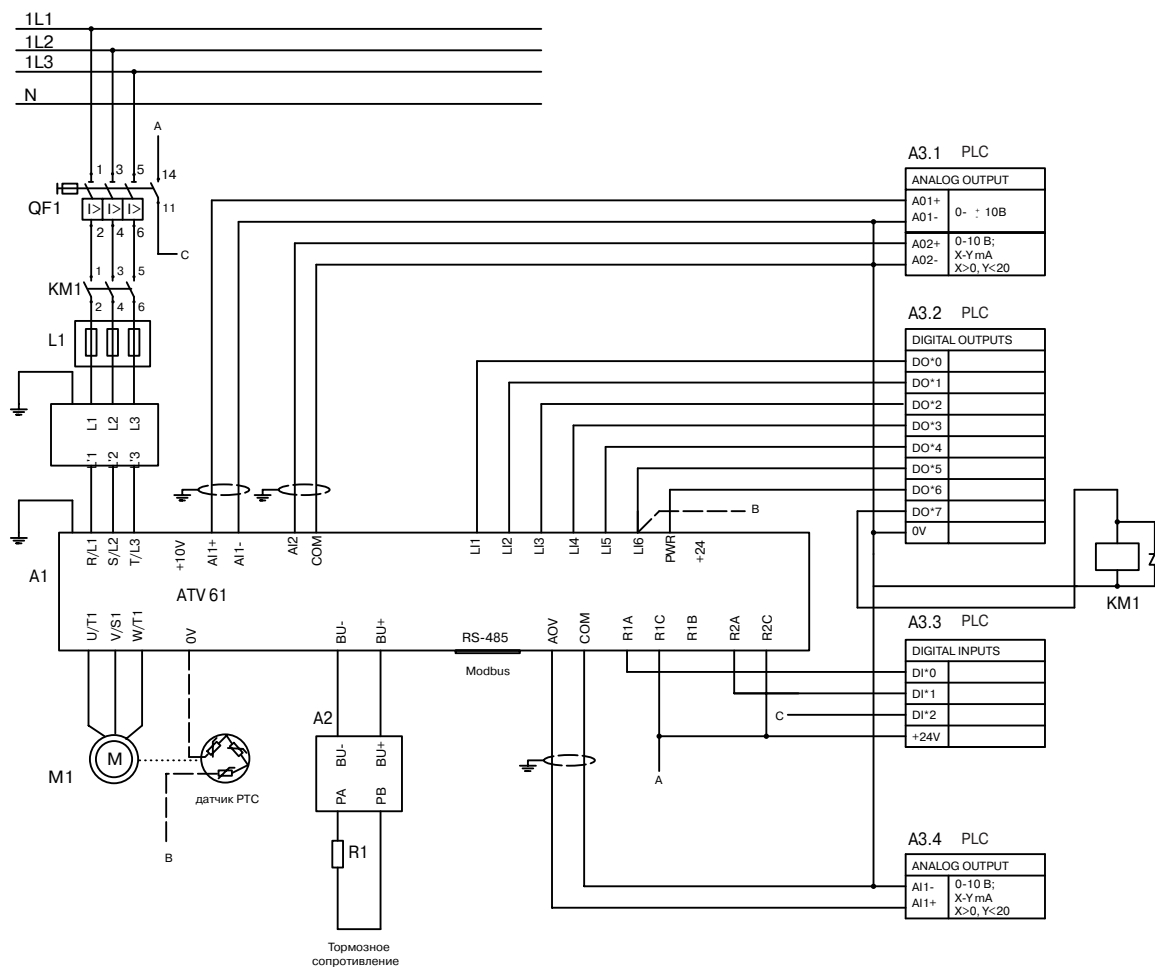 1L1
1L2
1L3
N
A
1 3 5 14
QF1
I> I> I>
11
2 4 6
C
1 3 5
KM1
2 4 6
L1
L1 L2 L3
L'1 L'2 L'3
A3.1 PLC
ANALOG OUTPUT
A01+
A01-
0- ± 10В
A02+
A02-
0-10 В;
X-Y mA
X>0, Y<20
A3.2 PLC
DIGITAL OUTPUTS
DO*0
DO*1
DO*2
DO*3
DO*4
DO*5
DO*6
DO*7
0V
B
KM1
A1
R/L1 S/L2 T/L3 +10V AI1+ AI1- AI2 COM LI1 LI2 LI3 LI4 LI5 LI6 PWR +24
ATV 61
U/T1 V/S1 W/T1 0V BU- BU+ RS-485 AOV COM R1A R1C R1B R2A R2C
Modbus
A3.3 PLC
DIGITAL INPUTS
DI*0
DI*1
C
DI*2
+24V
A
M1
M
датчик PTC
B
A2
BU- BU+
PA PB
R1
Тормозное
сопротивление
A3.4 PLC
ANALOG OUTPUT
AI1-
AI1+
0-10 В;
X-Y mA
X>0, Y<20